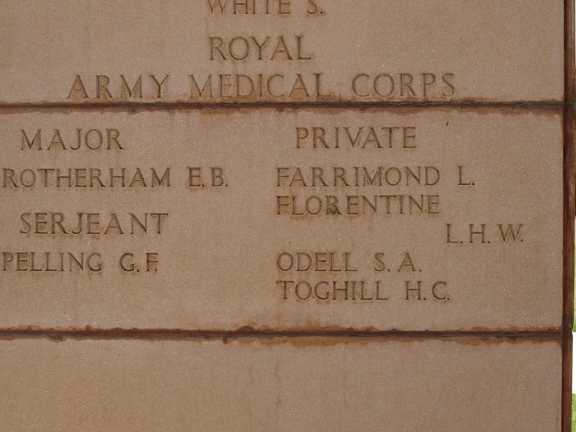 WHITE S.
ROYAL
ARMY MEDICAL CORPS
MAJOR
ROTHERHAM E.B.
SERJEANT
PELLING G.F.
PRIVATE
FARRIMOND L.
FLORENTINE
L.H.W.
ODELL S.A.
TOGHILL H.C.